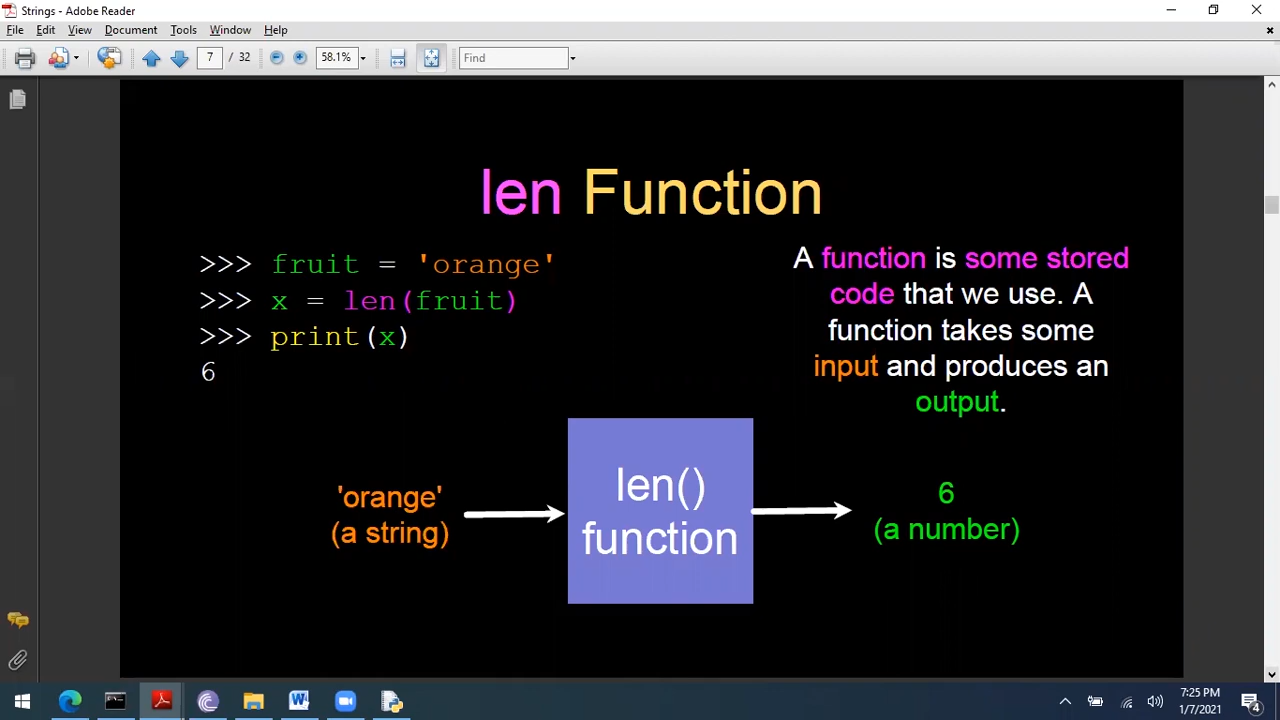 Strings - Adobe Reader
File Edit View Document Tools Window Help
7 / 32 58.1% Find
len Function
>>> fruit = 'orange'
>>> x = len(fruit)
>>> print(x)
6
A function is some stored
code that we use. A
function takes some
input and produces an
output.
'orange'
(a string)
len()
function
6
(a number)
7:25 PM
1/7/2021
4